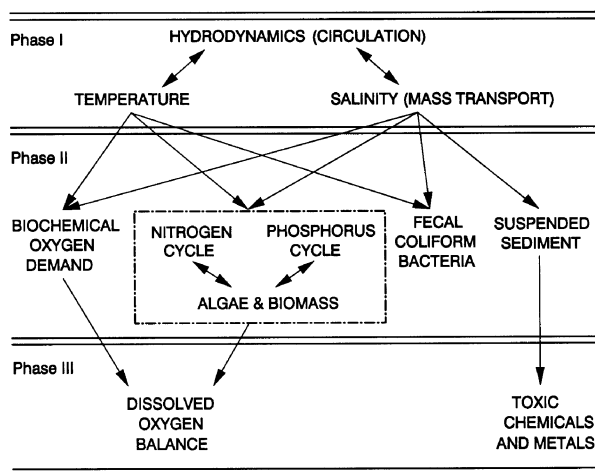 Phase I
HYDRODYNAMICS (CIRCULATION)
TEMPERATURE
SALINITY (MASS TRANSPORT)
Phase II
BIOCHEMICAL
OXYGEN
DEMAND
NITROGEN
CYCLE
PHOSPHORUS
CYCLE
ALGAE & BIOMASS
FECAL
COLIFORM
BACTERIA
SUSPENDED
SEDIMENT
Phase III
DISSOLVED
OXYGEN
BALANCE
TOXIC
CHEMICALS
AND METALS